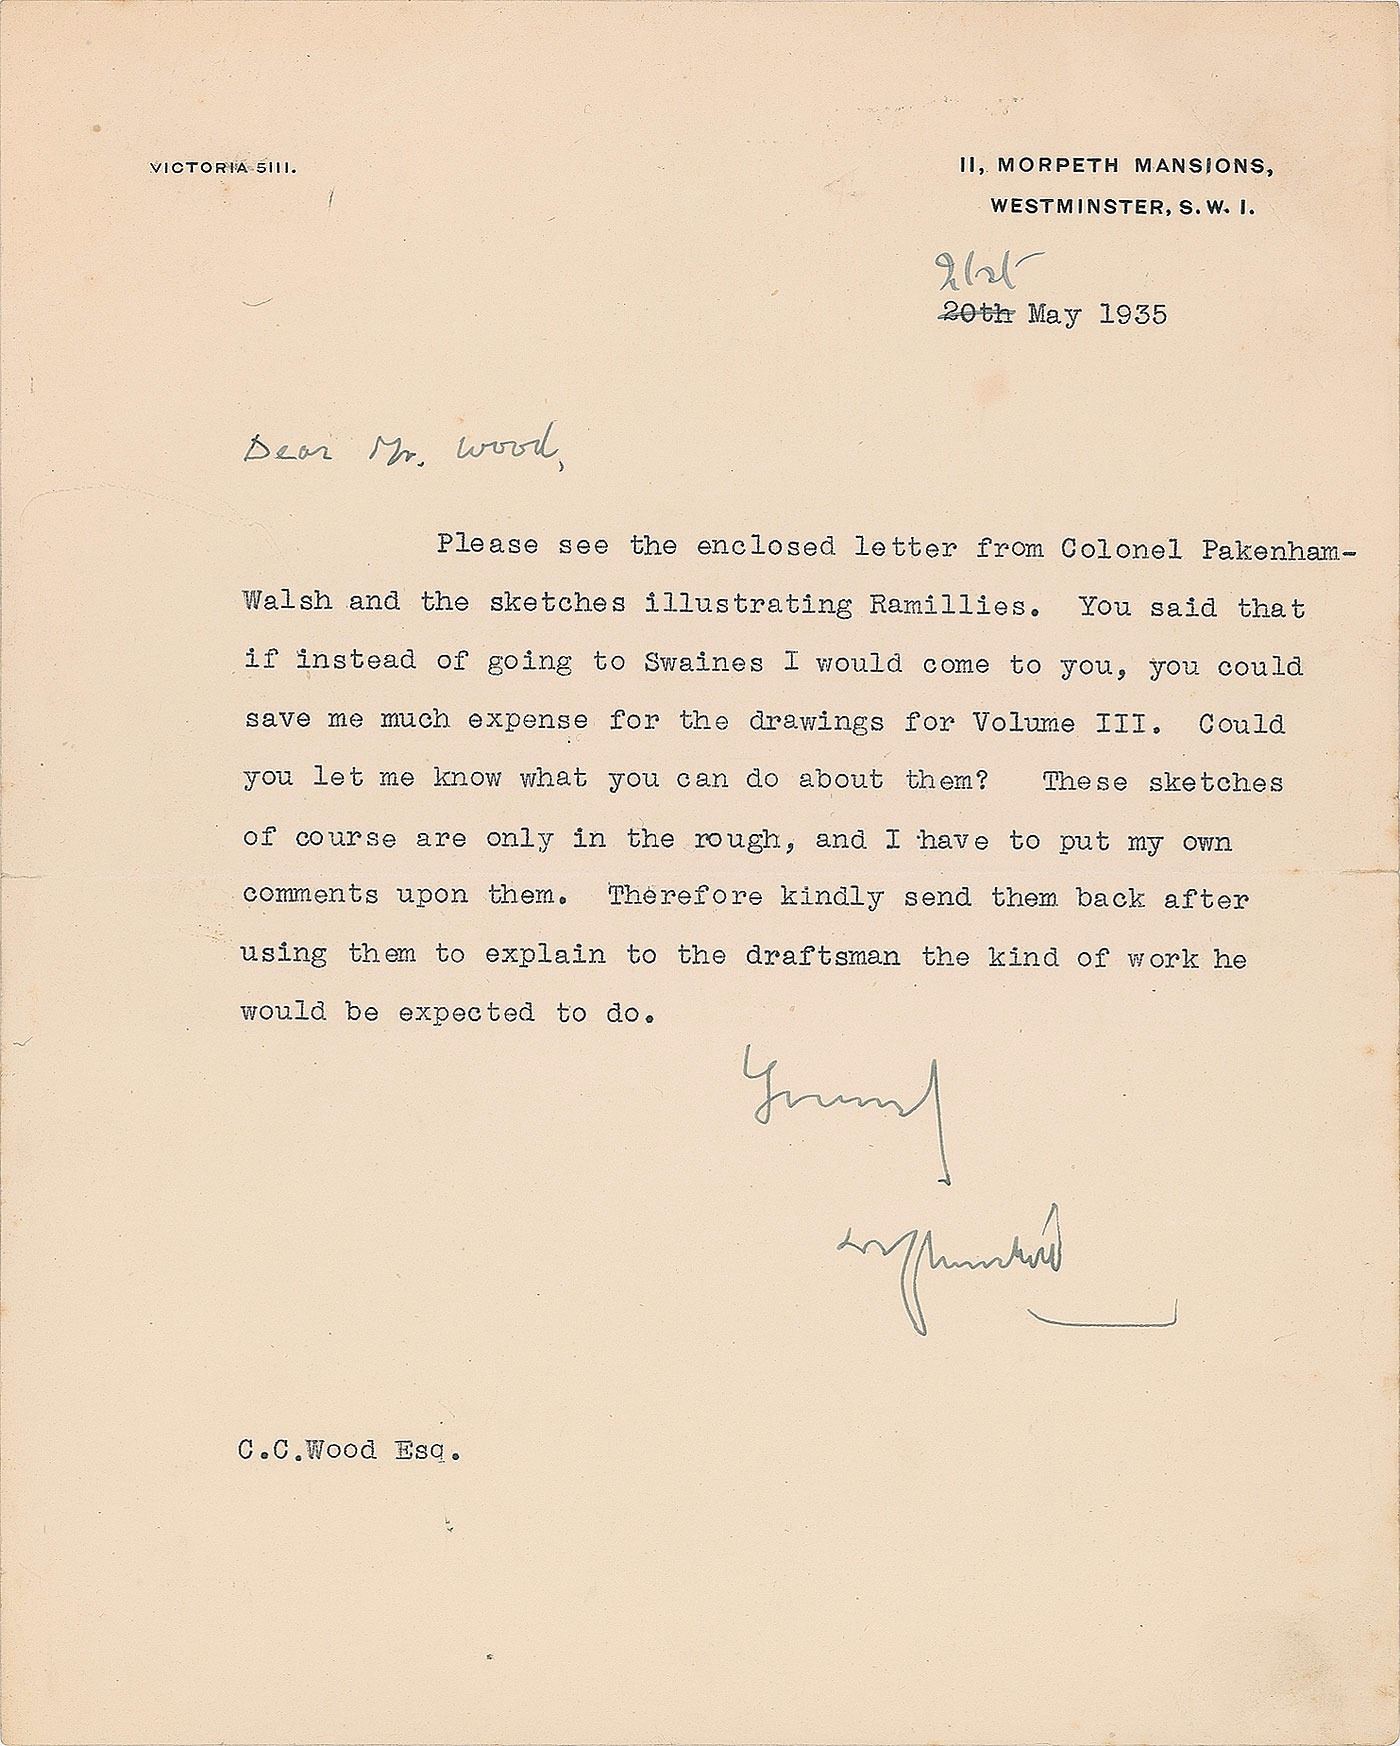 VICTORIA 5111.
11, MORPETH MANSIONS,
WESTMINSTER, S.W. 1.
21st
20th May 1935
Dear Mr. Wood,
Please see the enclosed letter from Colonel Pakenham-
Walsh and the sketches illustrating Ramillies. You said that
if instead of going to Swaines I would come to you, you could
save me much expense for the drawings for Volume III. Could
you let me know what you can do about them? These sketches
of course are only in the rough, and I have to put my own
comments upon them. Therefore kindly send them back after
using them to explain to the draftsman the kind of work he
would be expected to do.
Yours
W Churchill
C.C.Wood Esq.